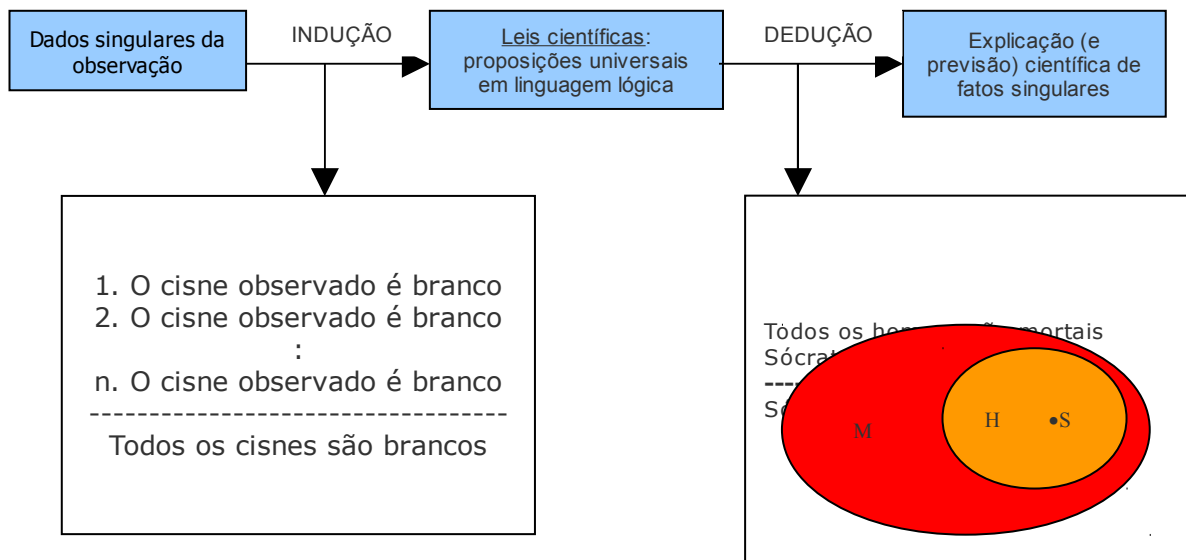 Dados singulares da
observação
INDUÇÃO
Leis científicas:
proposições universais
em linguagem lógica
DEDUÇÃO
Explicação (e
previsão) científica de
fatos singulares
1. O cisne observado é branco
2. O cisne observado é branco
:
n. O cisne observado é branco
------------------------------------
Todos os cisnes são brancos
Todos os mortais
M
H
•S